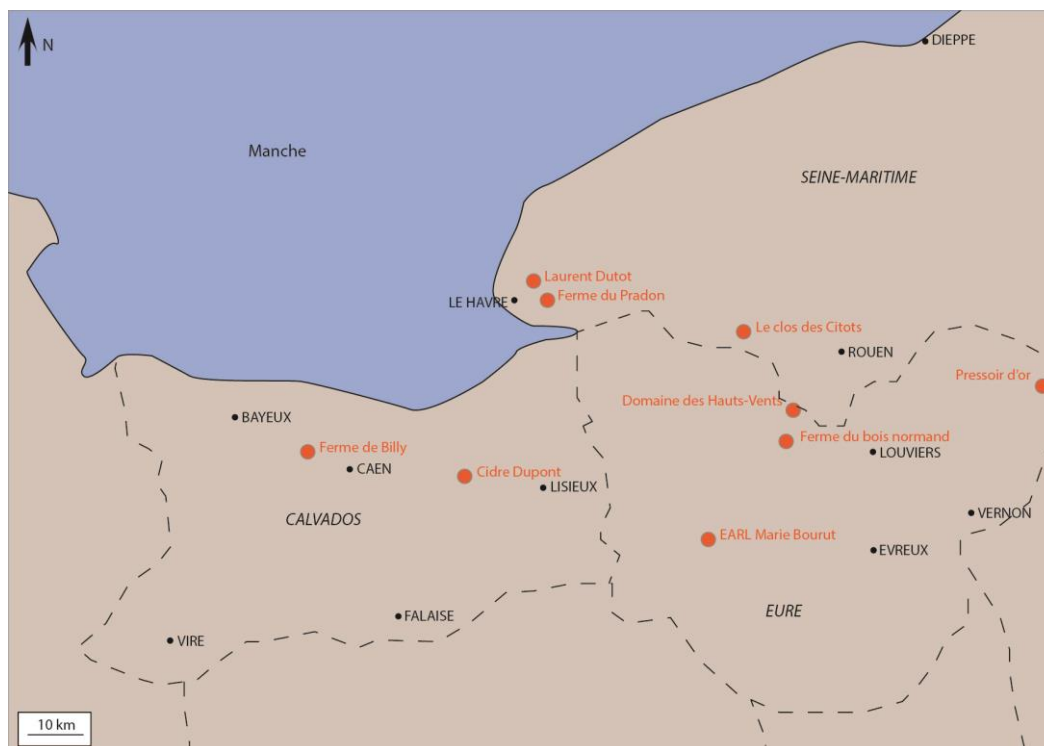 N
DIEPPE
Manche
SEINE-MARITIME
Laurent Dutot
LE HAVRE
Ferme du Pradon
Le clos des Citots
ROUEN
Pressoir d'or
Domaine des Hauts-Vents
BAYEUX
Ferme du bois normand
Ferme de Billy
LOUVIERS
CAEN
Cidre Dupont
LISIEUX
CALVADOS
VERNON
EARL Marie Bourut
EVREUX
FALAISE
EURE
VIRE
10 km